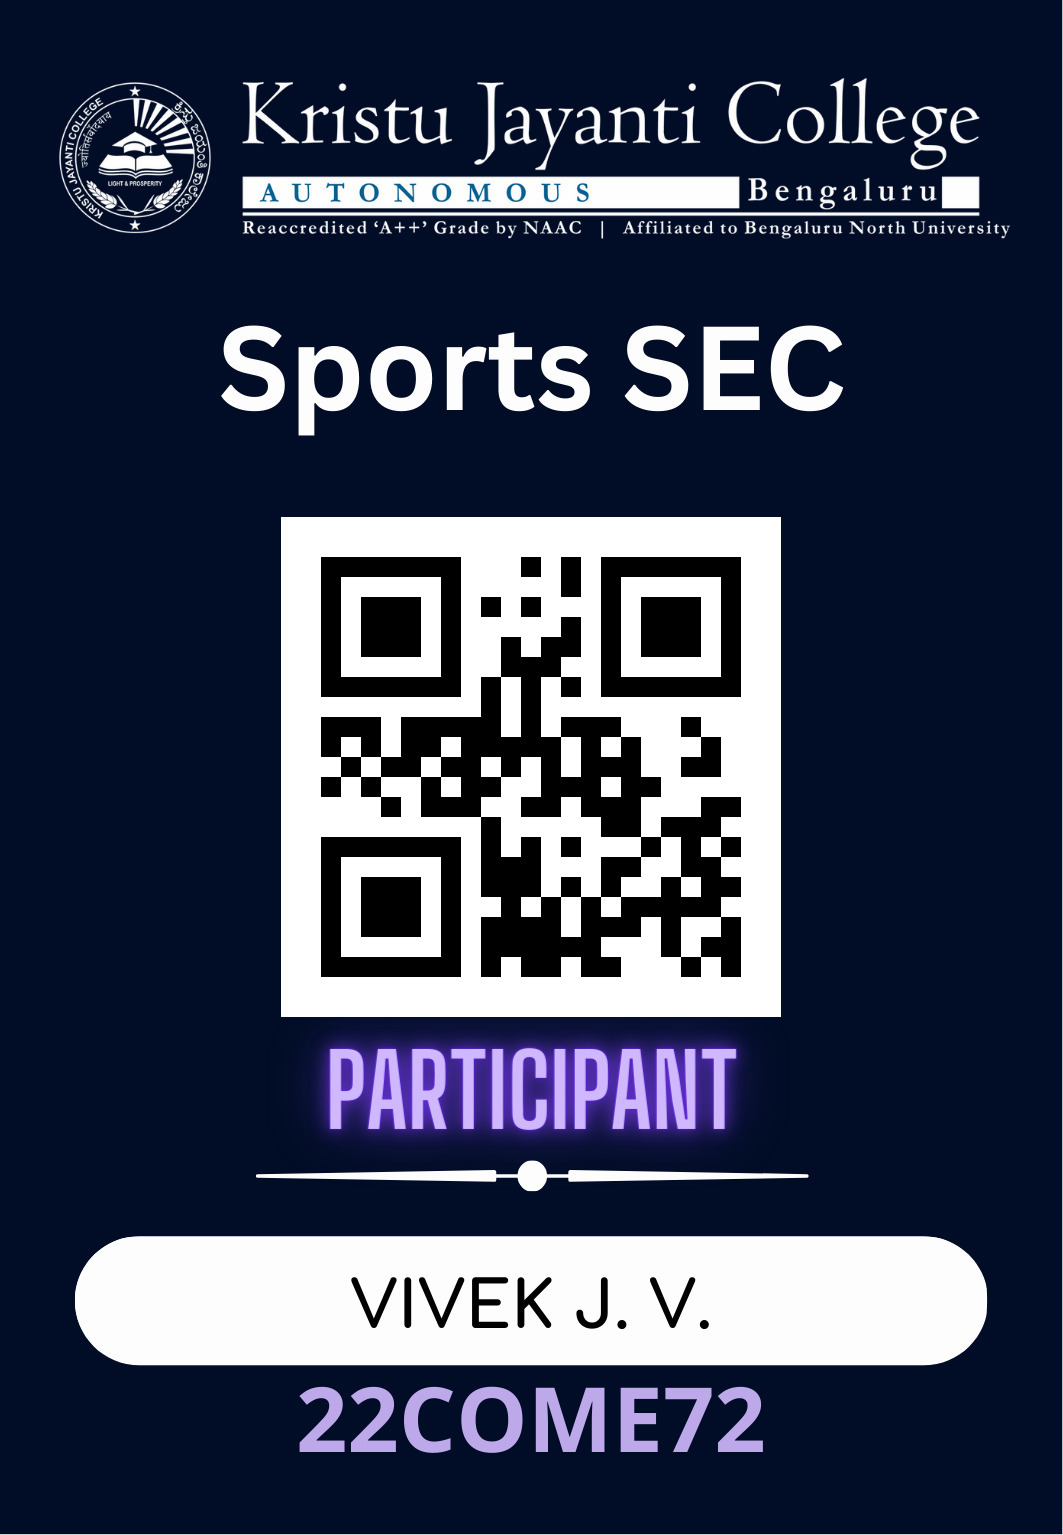 KRISTU JAYANTI COLLEGE
ಕ್ರಿಸ್ತು ಜಯಂತಿ ಕಾಲೇಜು
LIGHT & PROSPERITY
Kristu Jayanti College
AUTONOMOUS Bengaluru
Reaccredited ‘A++’ Grade by NAAC | Affiliated to Bengaluru North University
Sports SEC
PARTICIPANT
VIVEK J. V.
22COME72